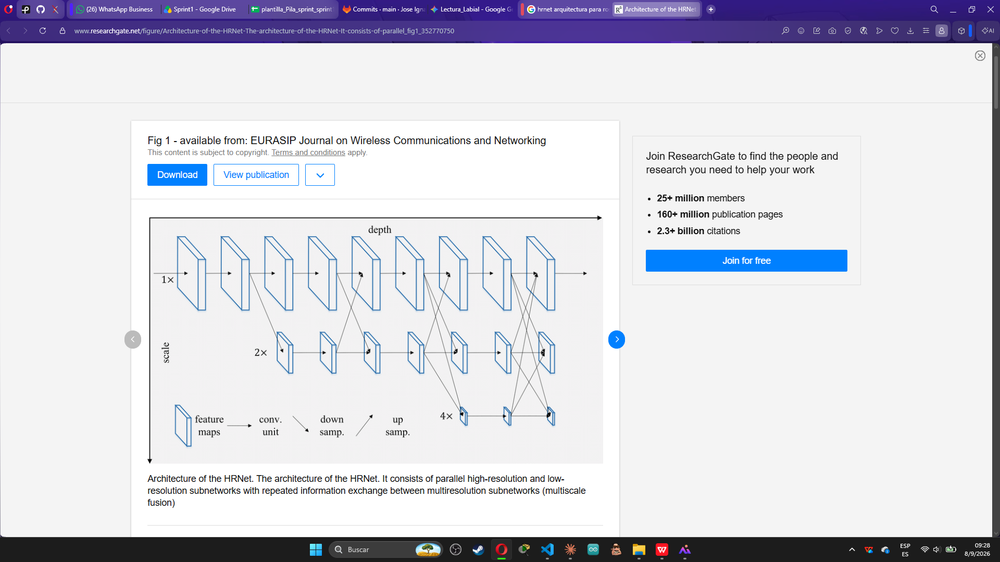 (26) WhatsApp Business
Sprint1 - Google Drive
plantilla_Pila_sprint_sprint
Commits · main · Jose Igna
Lectura_Labial - Google Ge
hrnet arquitectura para ro
Architecture of the HRNet
www.researchgate.net/figure/Architecture-of-the-HRNet-The-architecture-of-the-HRNet-It-consists-of-parallel_fig1_352770750
AI
Fig 1 - available from: EURASIP Journal on Wireless Communications and Networking
This content is subject to copyright. Terms and conditions apply.
Download
View publication
Join ResearchGate to find the people and
research you need to help your work
25+ million members
160+ million publication pages
2.3+ billion citations
Join for free
depth
1×
scale
2×
4×
feature
maps
conv.
unit
down
samp.
up
samp.
Architecture of the HRNet. The architecture of the HRNet. It consists of parallel high-resolution and low-
resolution subnetworks with repeated information exchange between multiresolution subnetworks (multiscale
fusion)
Buscar
ESP
ES
09:28
8/9/2026